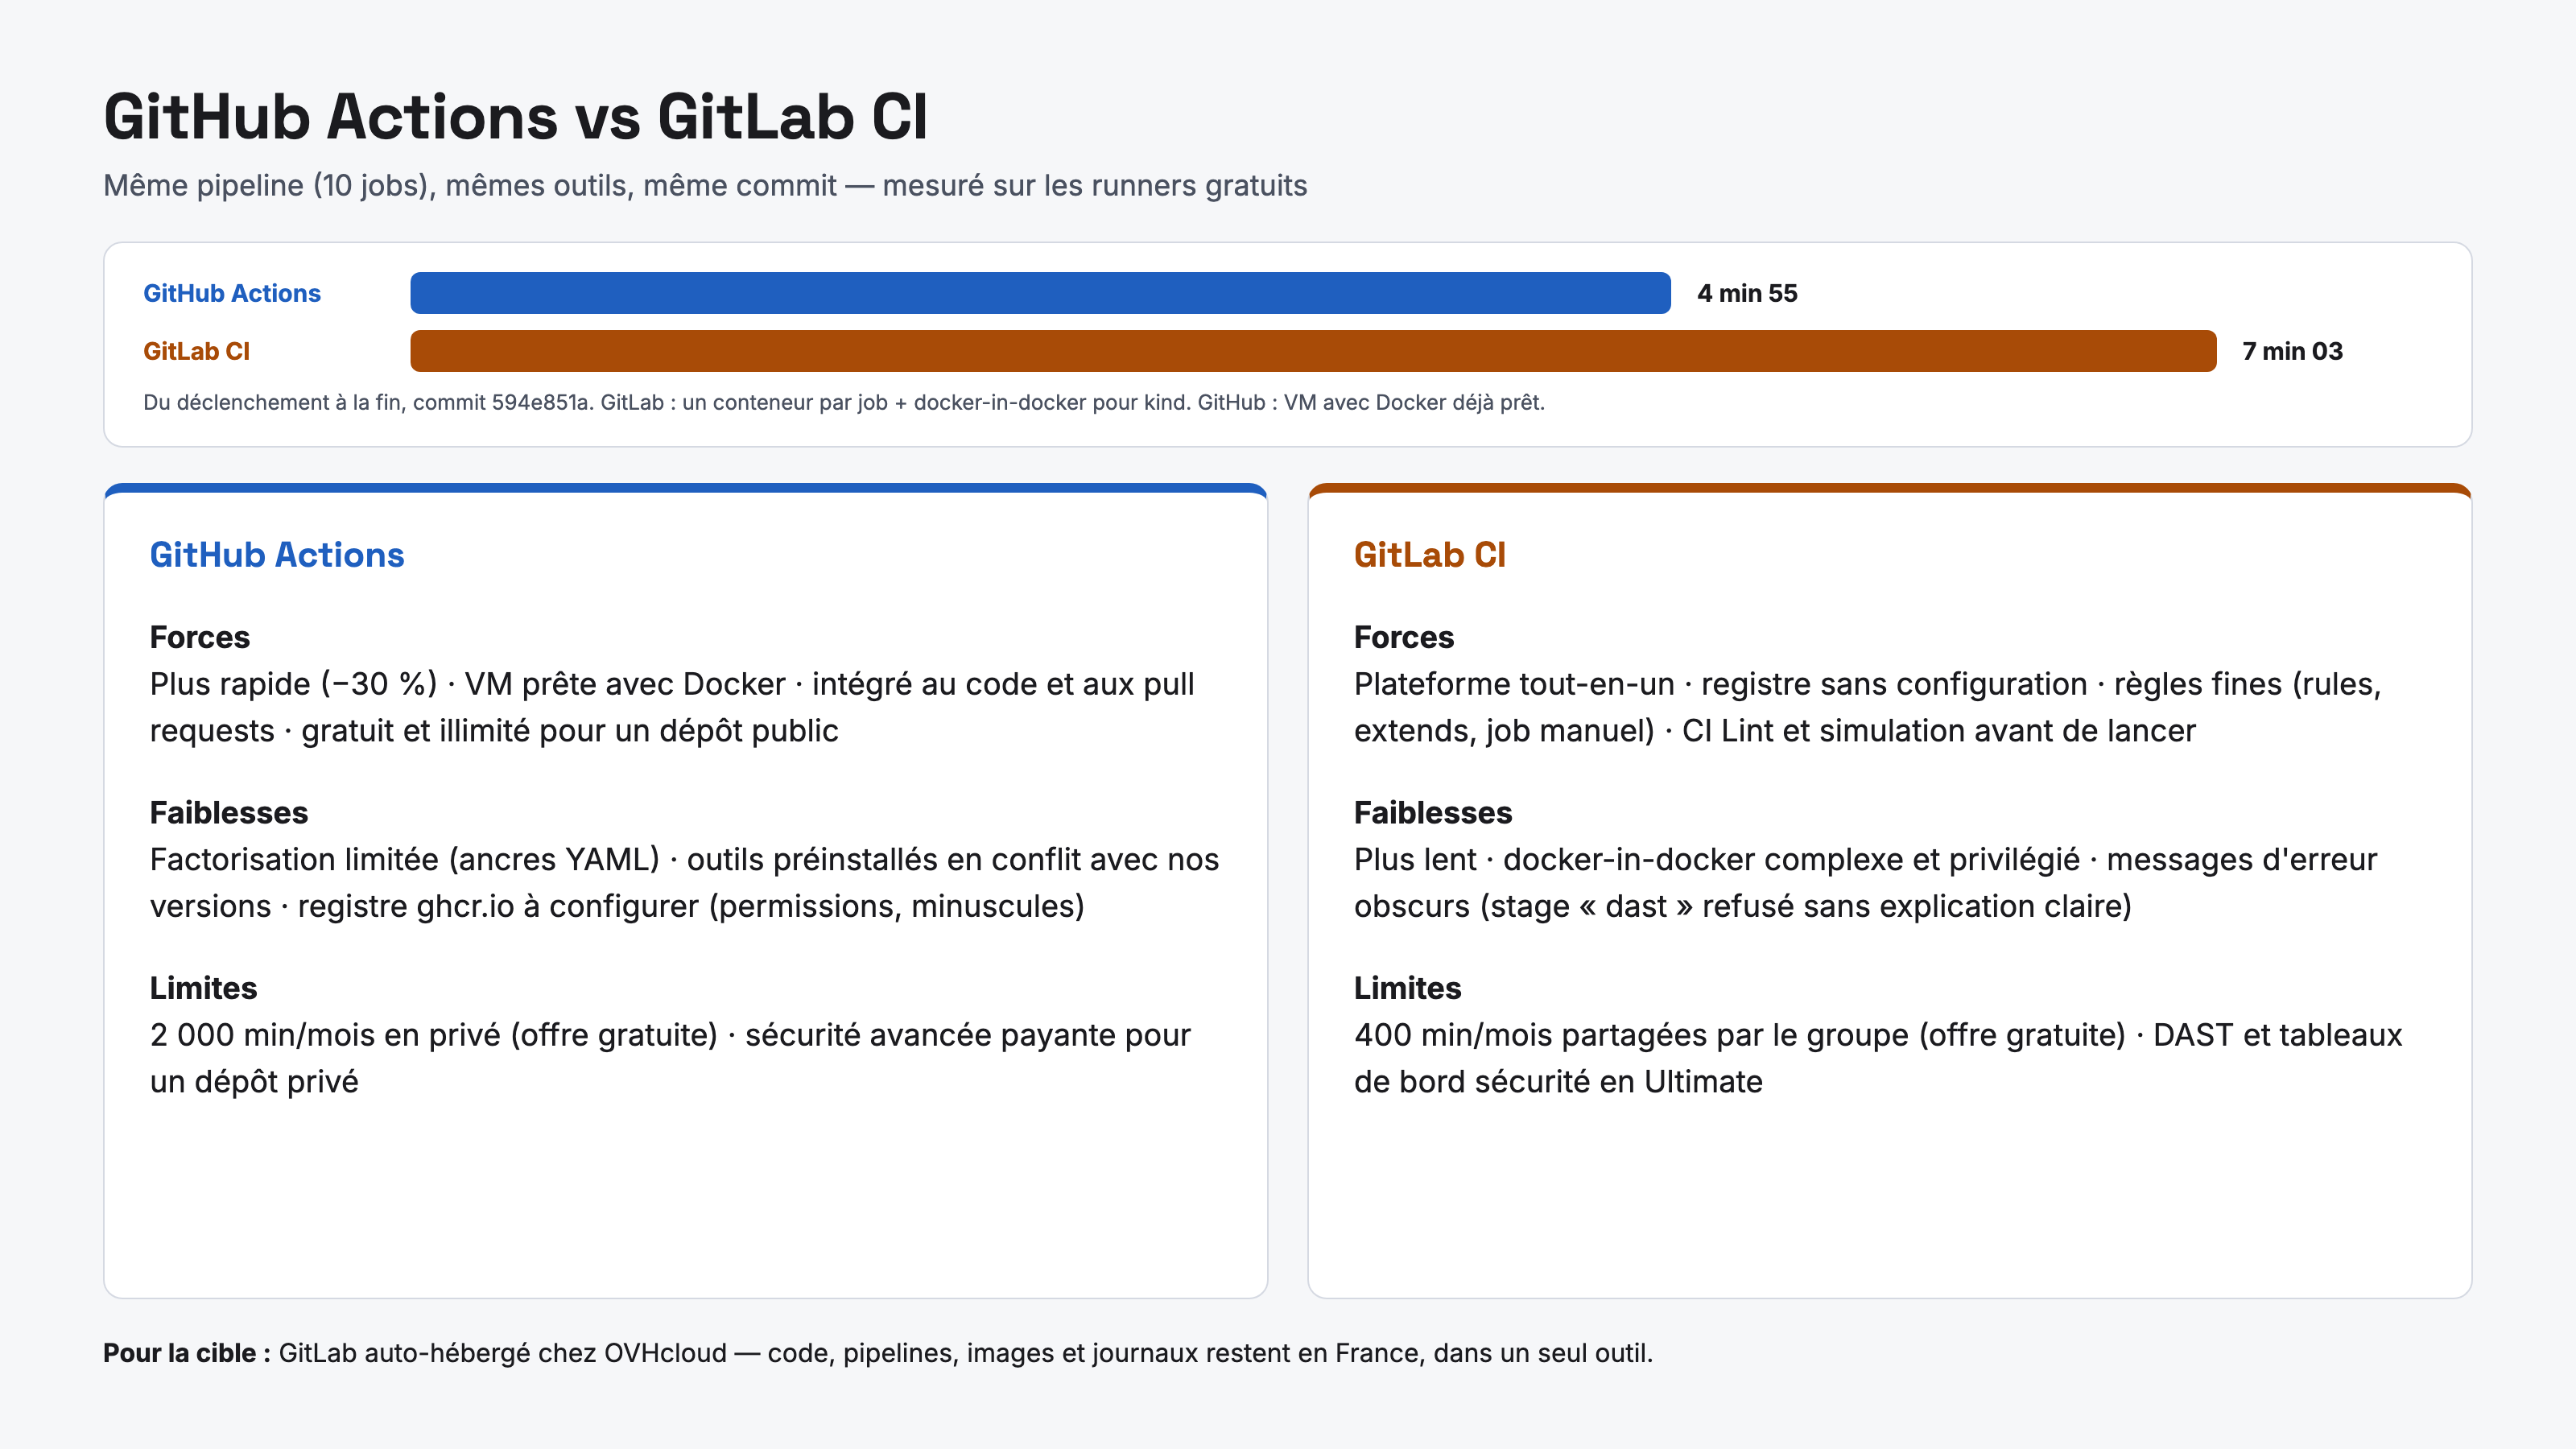 GitHub Actions vs GitLab CI
Même pipeline (10 jobs), mêmes outils, même commit — mesuré sur les runners gratuits
GitHub Actions
4 min 55
GitLab CI
7 min 03
Du déclenchement à la fin, commit 594e851a. GitLab : un conteneur par job + docker-in-docker pour kind. GitHub : VM avec Docker déjà prêt.
GitHub Actions
Forces
Plus rapide (−30 %) · VM prête avec Docker · intégré au code et aux pull
requests · gratuit et illimité pour un dépôt public
Faiblesses
Factorisation limitée (ancres YAML) · outils préinstallés en conflit avec nos
versions · registre ghcr.io à configurer (permissions, minuscules)
Limites
2 000 min/mois en privé (offre gratuite) · sécurité avancée payante pour
un dépôt privé
GitLab CI
Forces
Plateforme tout-en-un · registre sans configuration · règles fines (rules,
extends, job manuel) · CI Lint et simulation avant de lancer
Faiblesses
Plus lent · docker-in-docker complexe et privilégié · messages d'erreur
obscurs (stage « dast » refusé sans explication claire)
Limites
400 min/mois partagées par le groupe (offre gratuite) · DAST et tableaux
de bord sécurité en Ultimate
Pour la cible : GitLab auto-hébergé chez OVHcloud — code, pipelines, images et journaux restent en France, dans un seul outil.